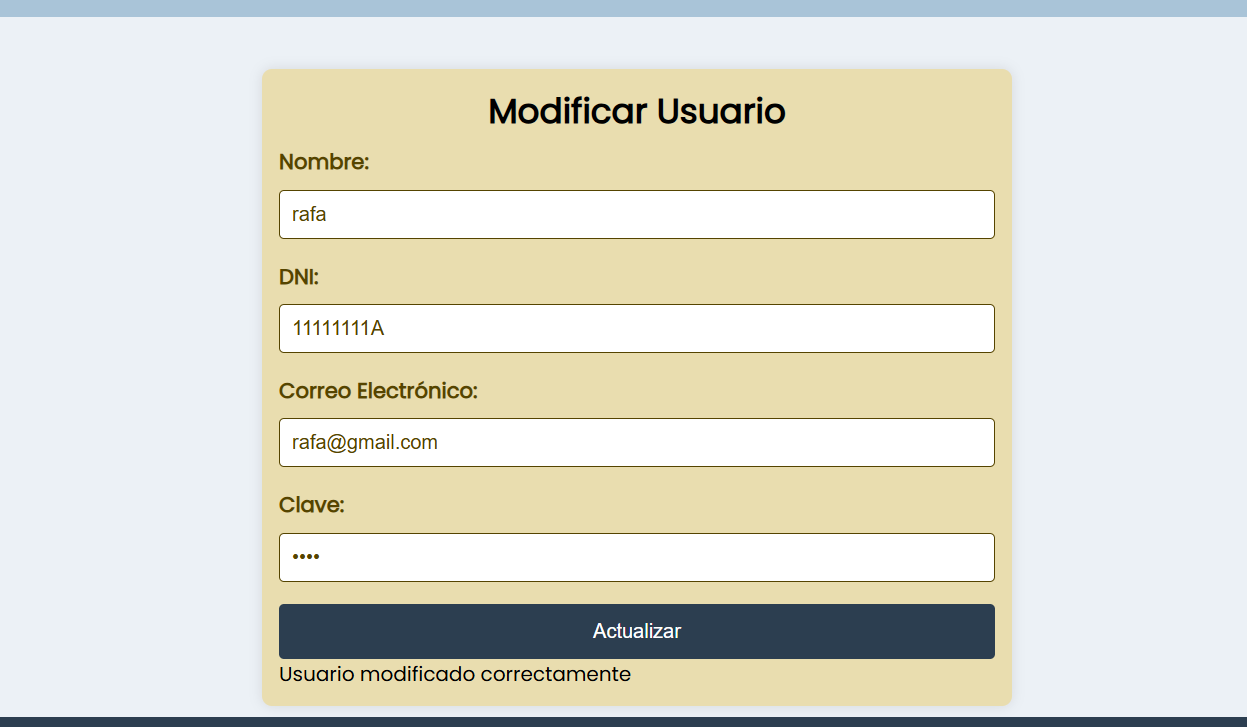 Modificar Usuario
Nombre:
rafa
DNI:
11111111A
Correo Electrónico:
rafa@gmail.com
Clave:
••••
Actualizar
Usuario modificado correctamente